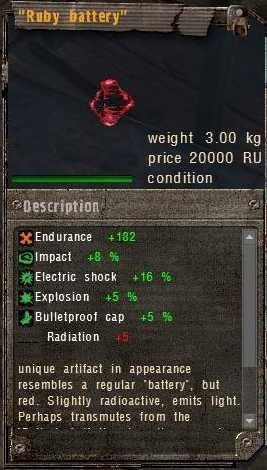 "Ruby battery"
weight 3.00 kg
price 20000 RU
condition
Description
Endurance +182
Impact +8 %
Electric shock +16 %
Explosion +5 %
Bulletproof cap +5 %
Radiation +5
unique artifact in appearance
resembles a regular "battery", but
red. Slightly radioactive, emits light.
Perhaps transmutes from the